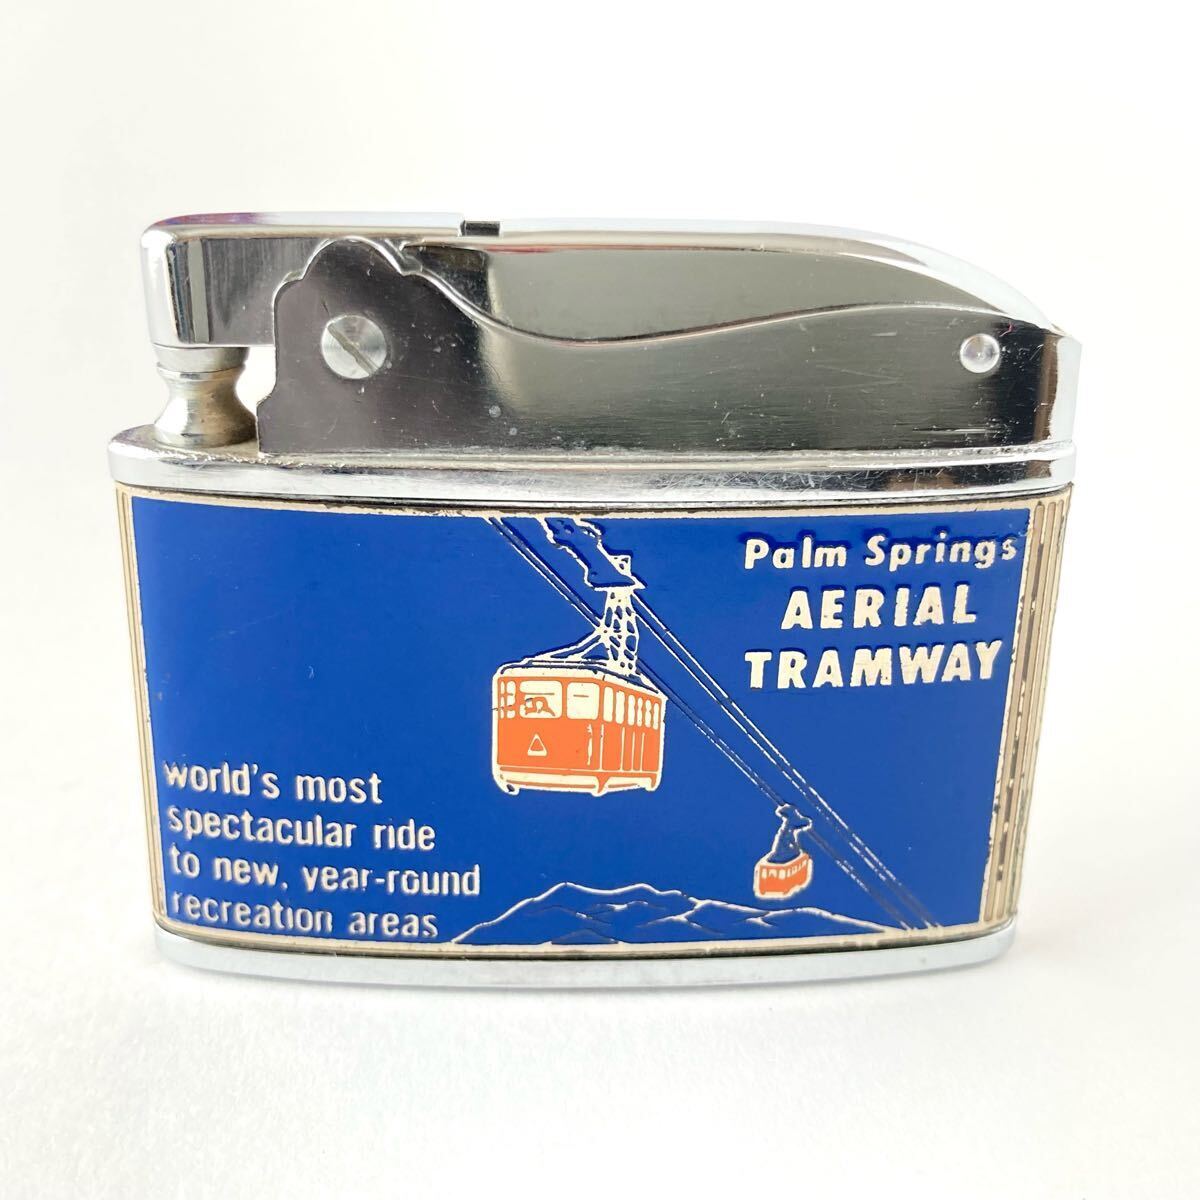 Palm Springs
AERIAL
TRAMWAY
world's most
spectacular ride
to new, year-round
recreation areas